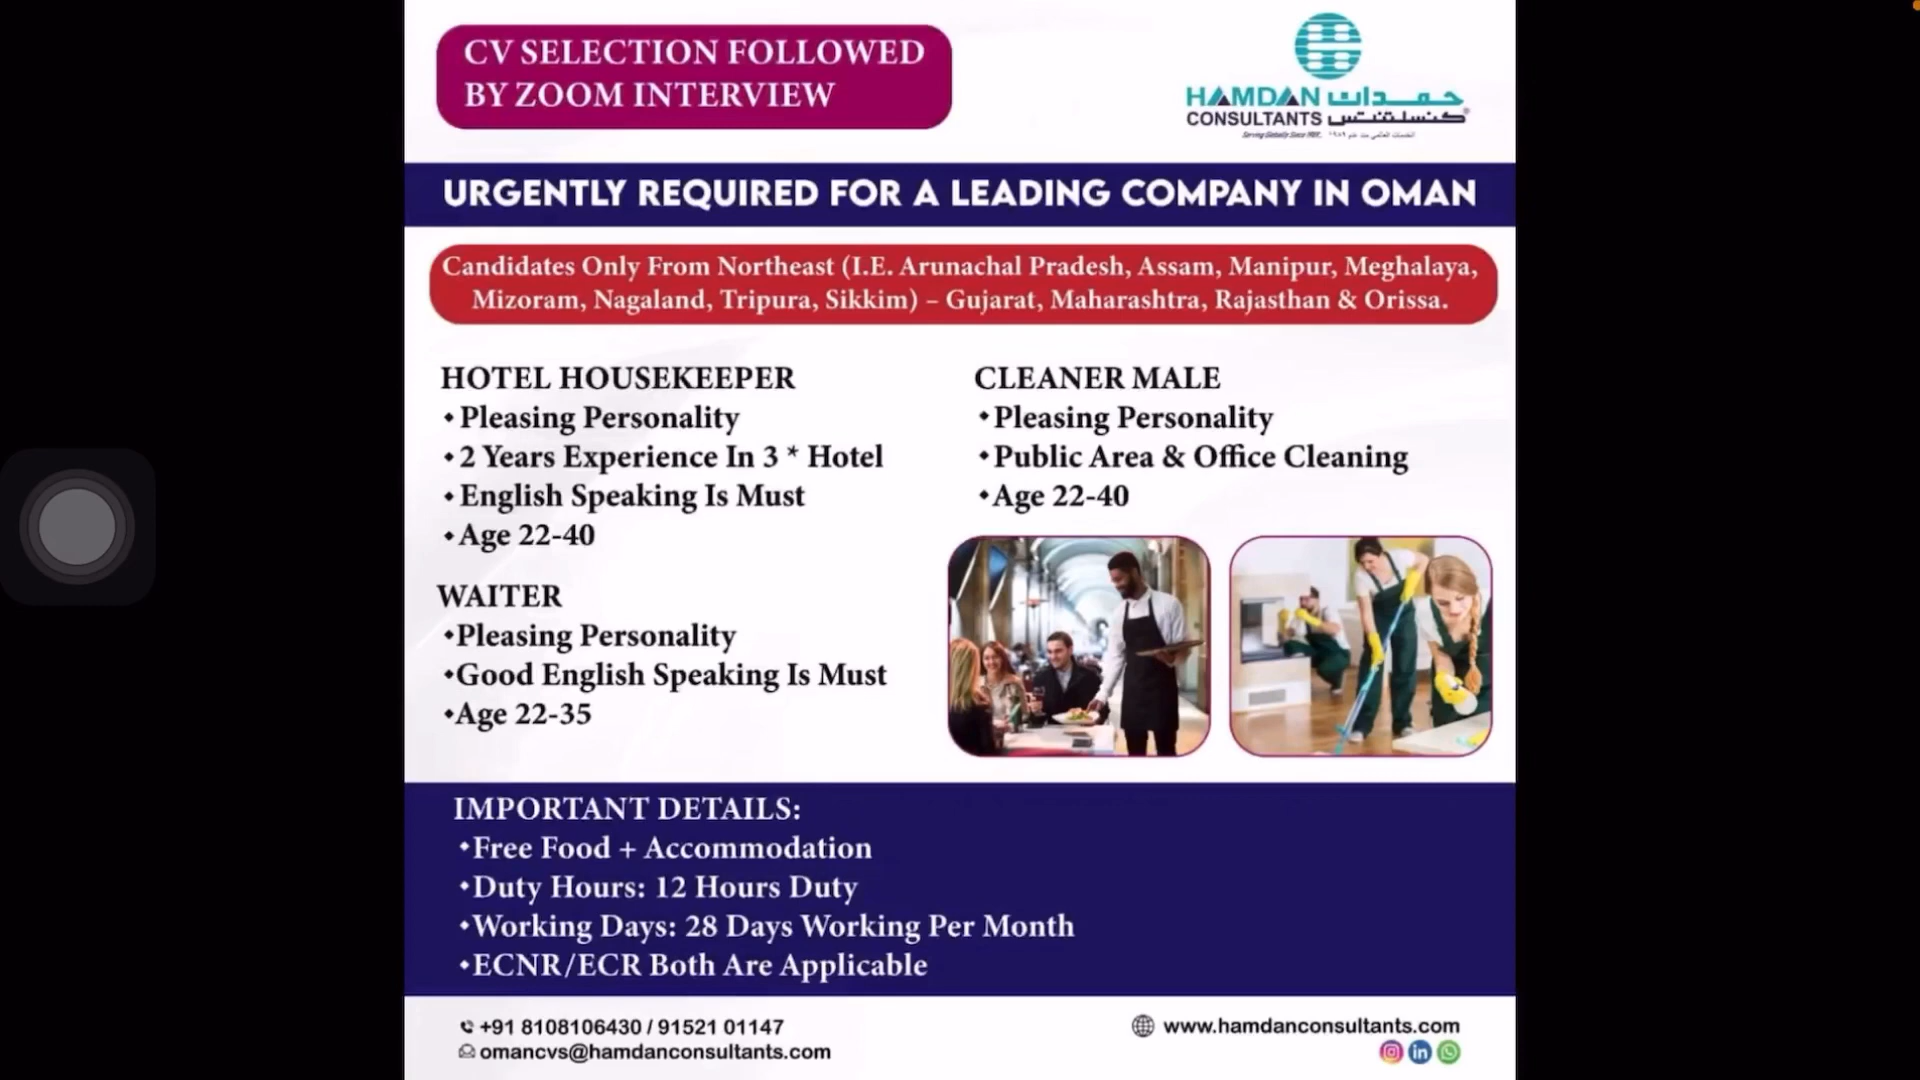 CV SELECTION FOLLOWED
BY ZOOM INTERVIEW
HAMDAN حمدان
CONSULTANTS كنسلتنتس
Serving Globally Since 1989.
URGENTLY REQUIRED FOR A LEADING COMPANY IN OMAN
Candidates Only From Northeast (I.E. Arunachal Pradesh, Assam, Manipur, Meghalaya,
Mizoram, Nagaland, Tripura, Sikkim) – Gujarat, Maharashtra, Rajasthan & Orissa.
HOTEL HOUSEKEEPER
•Pleasing Personality
•2 Years Experience In 3 * Hotel
•English Speaking Is Must
•Age 22-40
WAITER
•Pleasing Personality
•Good English Speaking Is Must
•Age 22-35
CLEANER MALE
•Pleasing Personality
•Public Area & Office Cleaning
•Age 22-40
IMPORTANT DETAILS:
•Free Food + Accommodation
•Duty Hours: 12 Hours Duty
•Working Days: 28 Days Working Per Month
•ECNR/ECR Both Are Applicable
+91 8108106430 / 91521 01147
omancvs@hamdanconsultants.com
www.hamdanconsultants.com